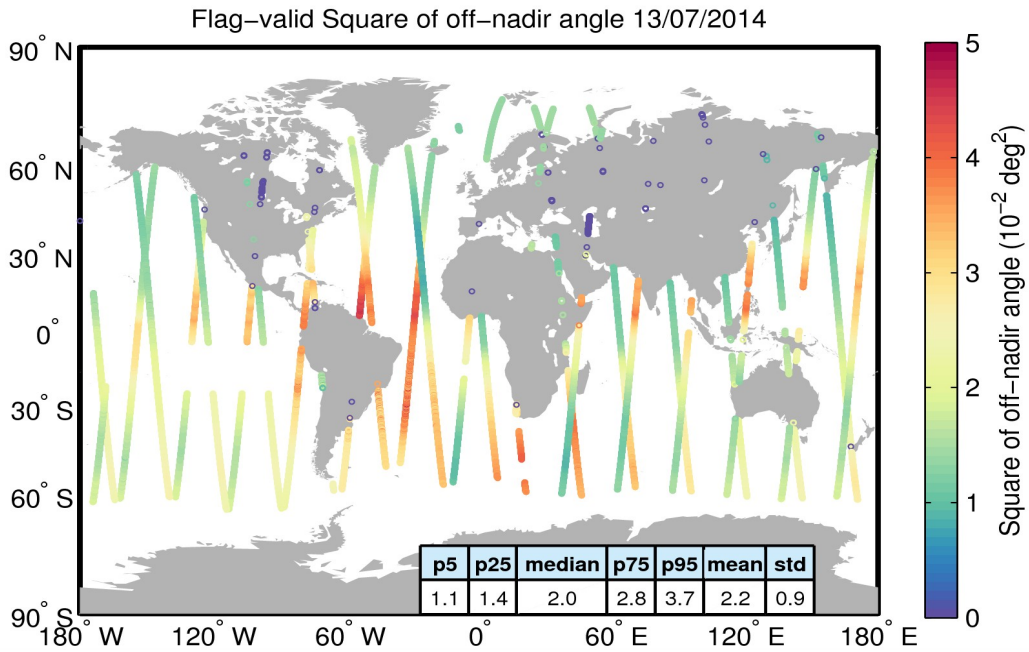 Flag−valid Square of off−nadir angle 13/07/2014
90° N
60° N
30° N
0°
30° S
60° S
90° S
180° W
120° W
60° W
0°
60° E
120° E
180° E
p5 p25 median p75 p95 mean std
1.1 1.4 2.0 2.8 3.7 2.2 0.9
5
4
3
2
1
0
Square of off−nadir angle (10⁻² deg²)